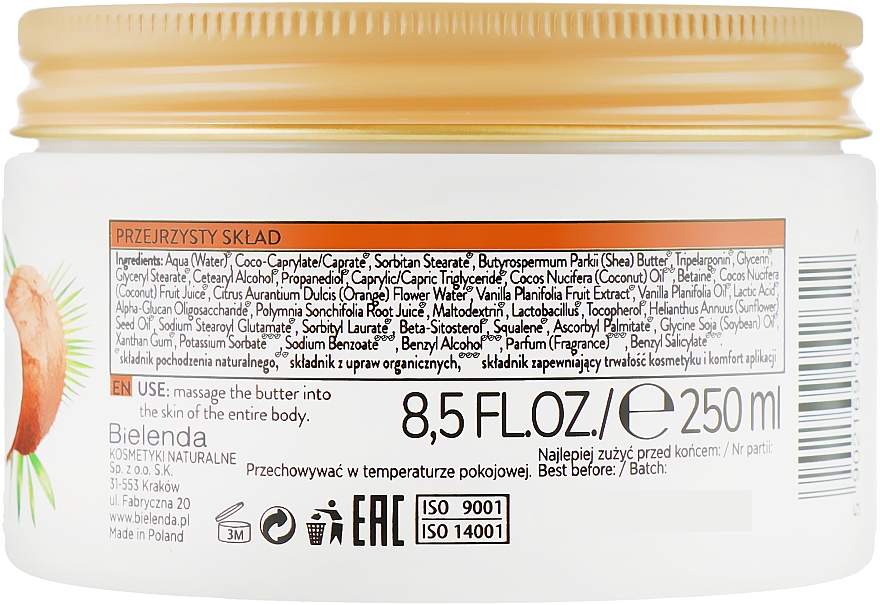 PRZEJRZYSTY SKŁAD
Ingredients: Aqua (Water)*, Coco-Caprylate/Caprate*, Sorbitan Stearate*, Butyrospermum Parkii (Shea) Butter*, Tripelargonin*, Glycerin*,
Glyceryl Stearate*, Cetearyl Alcohol*, Propanediol*, Caprylic/Capric Triglyceride*, Cocos Nucifera (Coconut) Oil*, Betaine*, Cocos Nucifera
(Coconut) Fruit Juice*, Citrus Aurantium Dulcis (Orange) Flower Water*, Vanilla Planifolia Fruit Extract*, Vanilla Planifolia Oil*, Lactic Acid*,
Alpha-Glucan Oligosaccharide*, Polymnia Sonchifolia Root Juice*, Maltodextrin*, Lactobacillus*, Tocopherol*, Helianthus Annuus (Sunflower)
Seed Oil*, Sodium Stearoyl Glutamate*, Sorbityl Laurate*, Beta-Sitosterol*, Squalene*, Ascorbyl Palmitate*, Glycine Soja (Soybean) Oil*,
Xanthan Gum*, Potassium Sorbate**, Sodium Benzoate**, Benzyl Alcohol**, Parfum (Fragrance)**, Benzyl Salicylate**.
*składnik pochodzenia naturalnego, *składnik z upraw organicznych, **składnik zapewniający trwałość kosmetyku i komfort aplikacji
EN USE: massage the butter into
the skin of the entire body.
8,5 FL.OZ./℮250 ml
Bielenda
KOSMETYKI NATURALNE
Sp. z o.o. S.K.
31-553 Kraków
ul. Fabryczna 20
www.bielenda.pl
Made in Poland
Przechowywać w temperaturze pokojowej.
Najlepiej zużyć przed końcem: / Nr partii:
Best before: / Batch:
3M
EAC
ISO 9001
ISO 14001